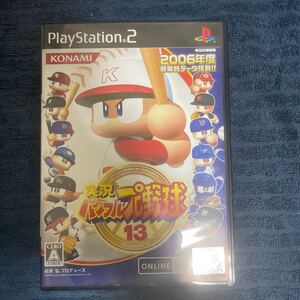 PlayStation 2
KONAMI
2006年度
開幕時データ搭載!!
K
実況
パワフルプロ野球
13
CERO
A
ONLINE